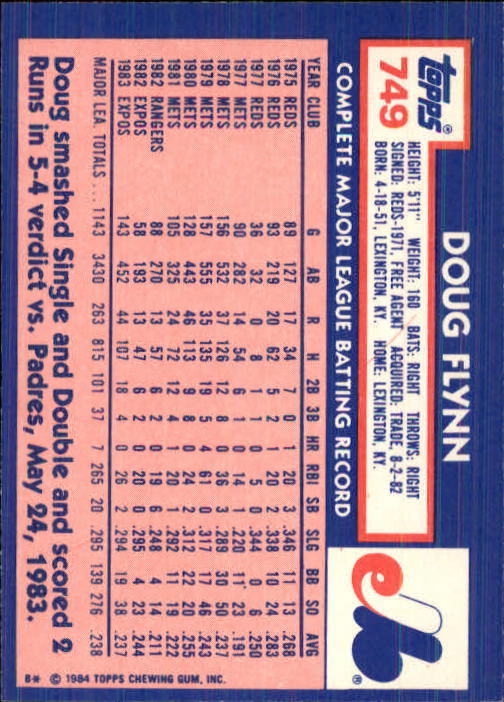 topps®
749
DOUG FLYNN
HEIGHT: 5'11" WEIGHT: 160 BATS: RIGHT THROWS: RIGHT
SIGNED: REDS-1971, FREE AGENT ACQUIRED: TRADE, 8-2-82
BORN: 4-18-51, LEXINGTON, KY. HOME: LEXINGTON, KY.
®
COMPLETE MAJOR LEAGUE BATTING RECORD
YEAR CLUB G AB R H 2B 3B HR RBI SB SLG BB SO AVG
1975 REDS 89 127 17 34 7 0 1 20 3 .346 11 13 .268
1976 REDS 93 219 20 62 5 2 1 20 2 .338 10 24 .283
1977 REDS 36 32 0 8 1 1 0 5 0 .344 0 6 .250
1977 METS 90 282 14 54 6 1 0 14 1 .220 11 23 .191
1978 METS 156 532 37 126 12 8 0 36 3 .289 30 50 .237
1979 METS 157 555 35 135 19 5 4 61 0 .317 17 46 .243
1980 METS 128 443 46 113 9 8 0 24 2 .312 22 20 .255
1981 METS 105 325 24 72 12 4 1 20 1 .292 11 19 .222
1982 RANGERS 88 270 13 57 6 2 0 19 6 .248 4 14 .211
1982 EXPOS 58 193 13 47 6 2 0 20 0 .295 4 23 .244
1983 EXPOS 143 452 44 107 18 4 0 26 2 .294 19 38 .237
MAJOR LEA. TOTALS ... 1143 3430 263 815 101 37 7 265 20 .295 139 276 .238
Doug smashed Single and Double and scored 2
Runs in 5-4 verdict vs. Padres, May 24, 1983.
B* © 1984 TOPPS CHEWING GUM, INC.